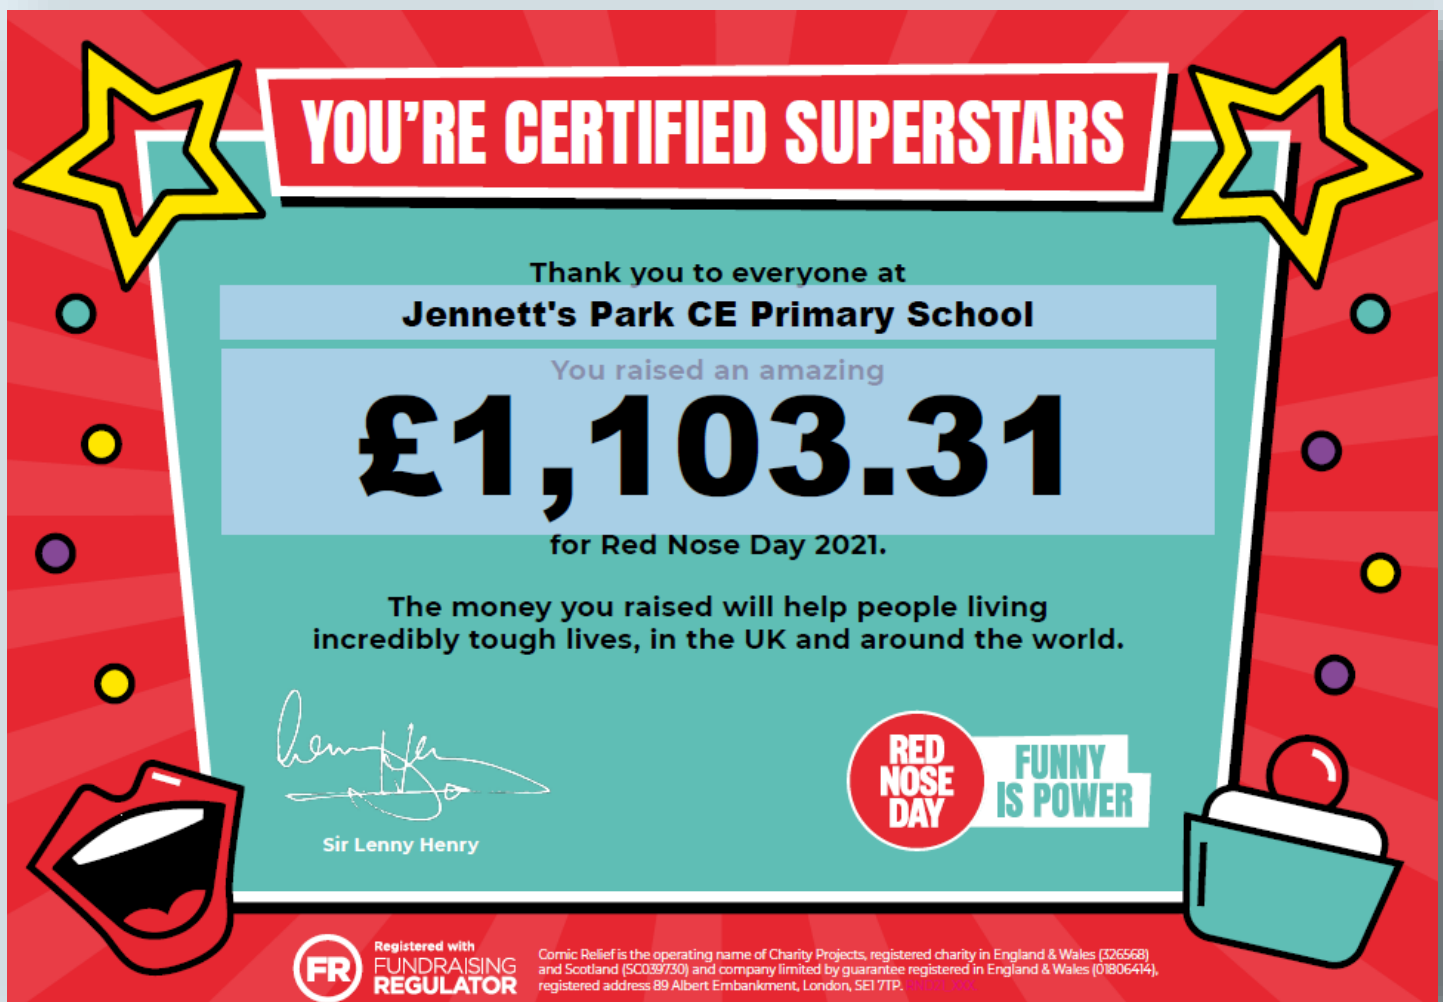 YOU'RE CERTIFIED SUPERSTARS
Thank you to everyone at
Jennett's Park CE Primary School
You raised an amazing
£1,103.31
for Red Nose Day 2021.
The money you raised will help people living
incredibly tough lives, in the UK and around the world.
Sir Lenny Henry
RED
NOSE
DAY
FUNNY
IS POWER
FR
Registered with
FUNDRAISING
REGULATOR
Comic Relief is the operating name of Charity Projects, registered charity in England & Wales (326568)
and Scotland (SC039730) and company limited by guarantee registered in England & Wales (01806414),
registered address 89 Albert Embankment, London, SE1 7TP.